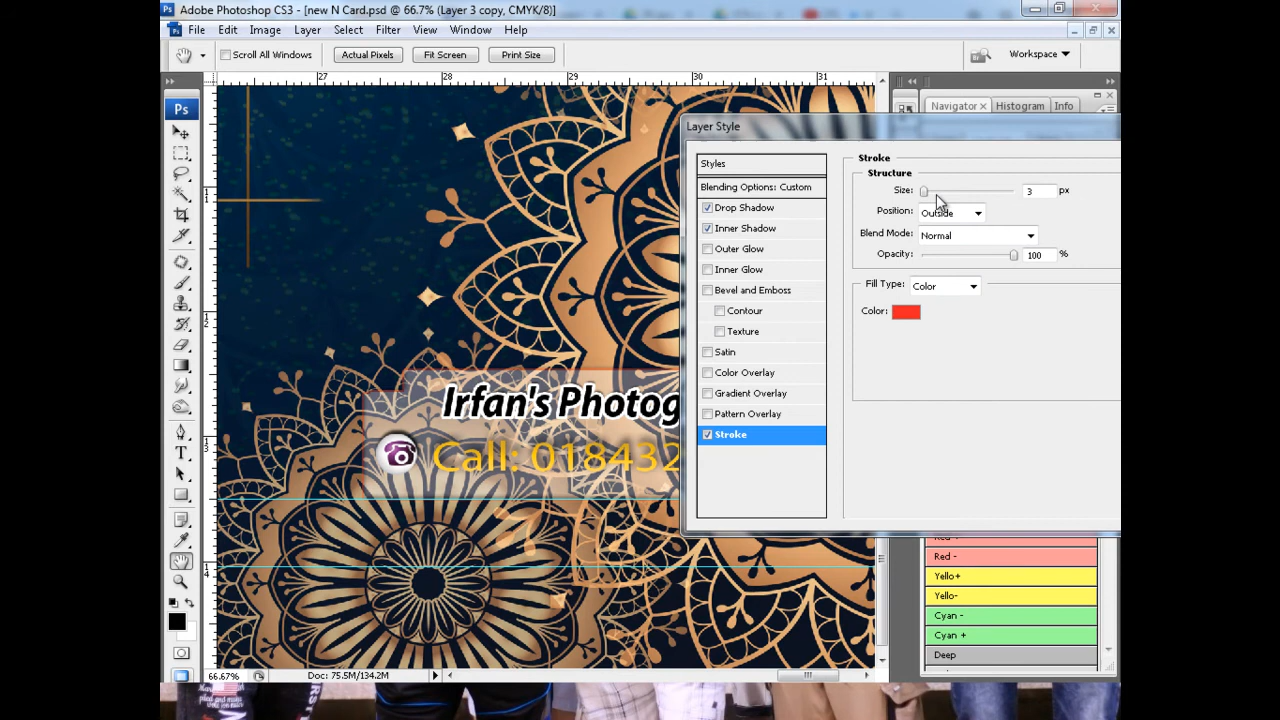 Adobe Photoshop CS3 - [new N Card.psd @ 66.7% (Layer 3 copy, CMYK/8)]
File Edit Image Layer Select Filter View Window Help
Scroll All Windows Actual Pixels Fit Screen Print Size Workspace
27 28 29 30 31
Ps Navigator Histogram Info
Layer Style
Styles
Blending Options: Custom
Drop Shadow
Inner Shadow
Outer Glow
Inner Glow
Bevel and Emboss
Contour
Texture
Satin
Color Overlay
Gradient Overlay
Pattern Overlay
Stroke
Stroke
Structure
Size: 3 px
Position: Outside
Blend Mode: Normal
Opacity: 100 %
Fill Type: Color
Color:
Irfan's Photog
Call: 018432
Red -
Yello+
Yello-
Cyan -
Cyan +
Deep
66.67% Doc: 75.5M/134.2M